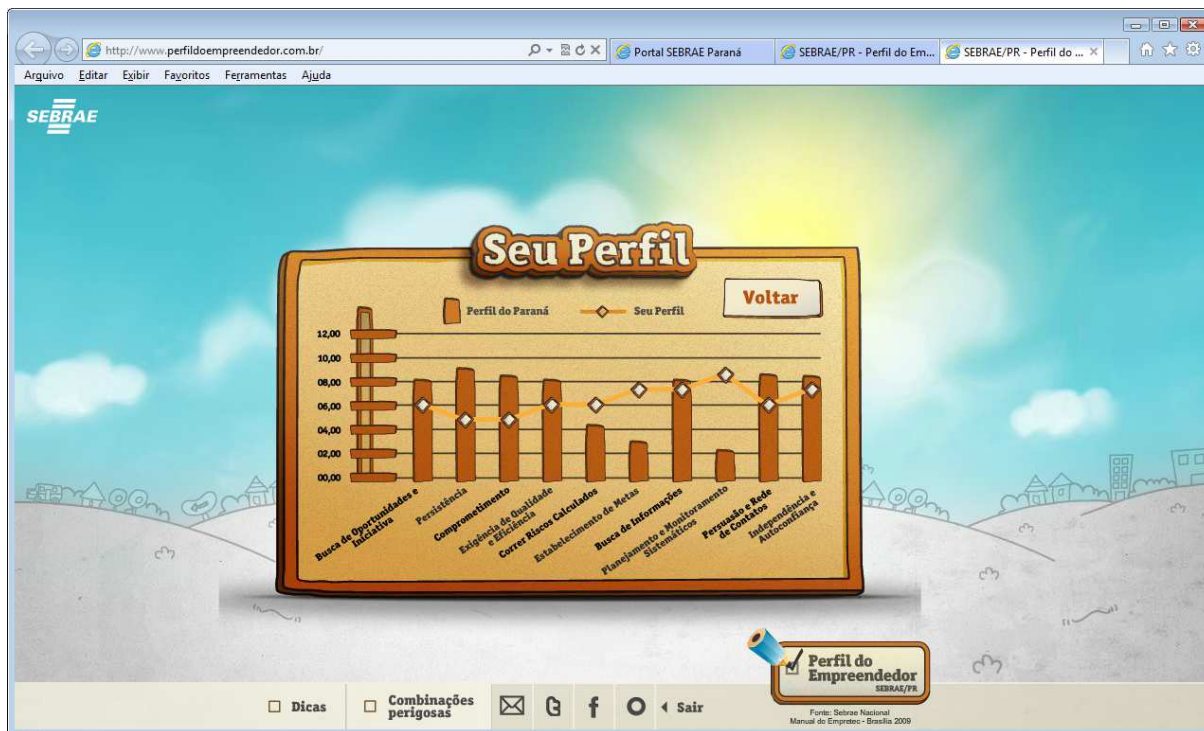 http://www.perfildoempreendedor.com.br/
Portal SEBRAE Paraná
SEBRAE/PR - Perfil do Em...
SEBRAE/PR - Perfil do ...
Arquivo Editar Exibir Favoritos Ferramentas Ajuda
SEBRAE
Seu Perfil
Voltar
Perfil do Paraná
Seu Perfil
12,00
10,00
08,00
06,00
04,00
02,00
00,00
Busca de Oportunidades e
Iniciativa
Persistência
Comprometimento
Exigência de Qualidade
e Eficiência
Correr Riscos Calculados
Estabelecimento de Metas
Busca de Informações
Planejamento e Monitoramento
Sistemáticos
Persuasão e Rede
de Contatos
Independência e
Autoconfiança
Perfil do
Empreendedor
SEBRAE/PR
Dicas
Combinações
perigosas
Sair
Fonte: Sebrae Nacional
Manual do Empretec - Brasília 2009